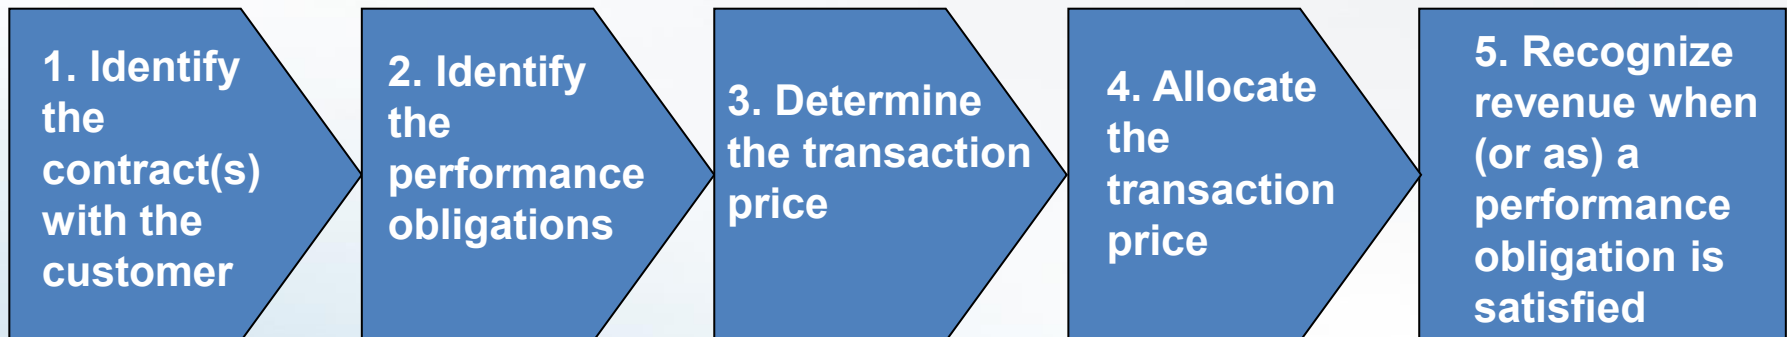 1. Identify
the
contract(s)
with the
customer
2. Identify
the
performance
obligations
3. Determine
the transaction
price
4. Allocate
the
transaction
price
5. Recognize
revenue when
(or as) a
performance
obligation is
satisfied